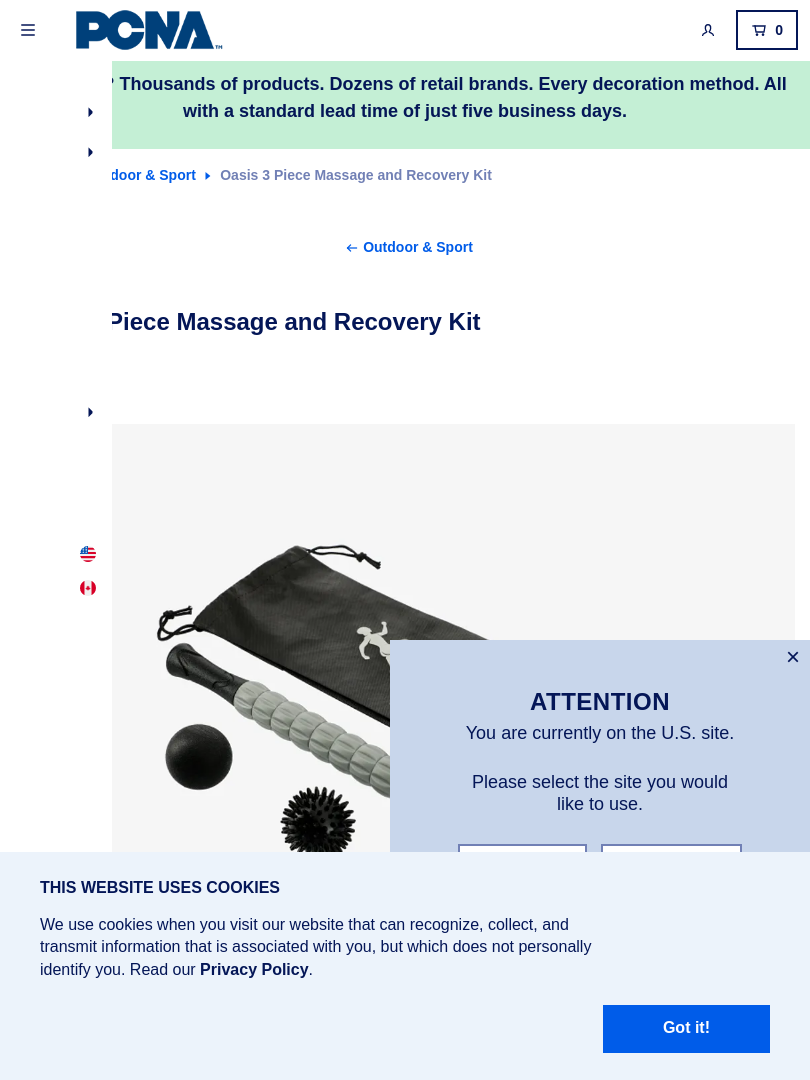 PCNA™
0
? Thousands of products. Dozens of retail brands. Every decoration method. All
with a standard lead time of just five business days.
door & Sport
Oasis 3 Piece Massage and Recovery Kit
← Outdoor & Sport
Piece Massage and Recovery Kit
ATTENTION
You are currently on the U.S. site.
Please select the site you would
like to use.
THIS WEBSITE USES COOKIES
We use cookies when you visit our website that can recognize, collect, and
transmit information that is associated with you, but which does not personally
identify you. Read our Privacy Policy.
Got it!